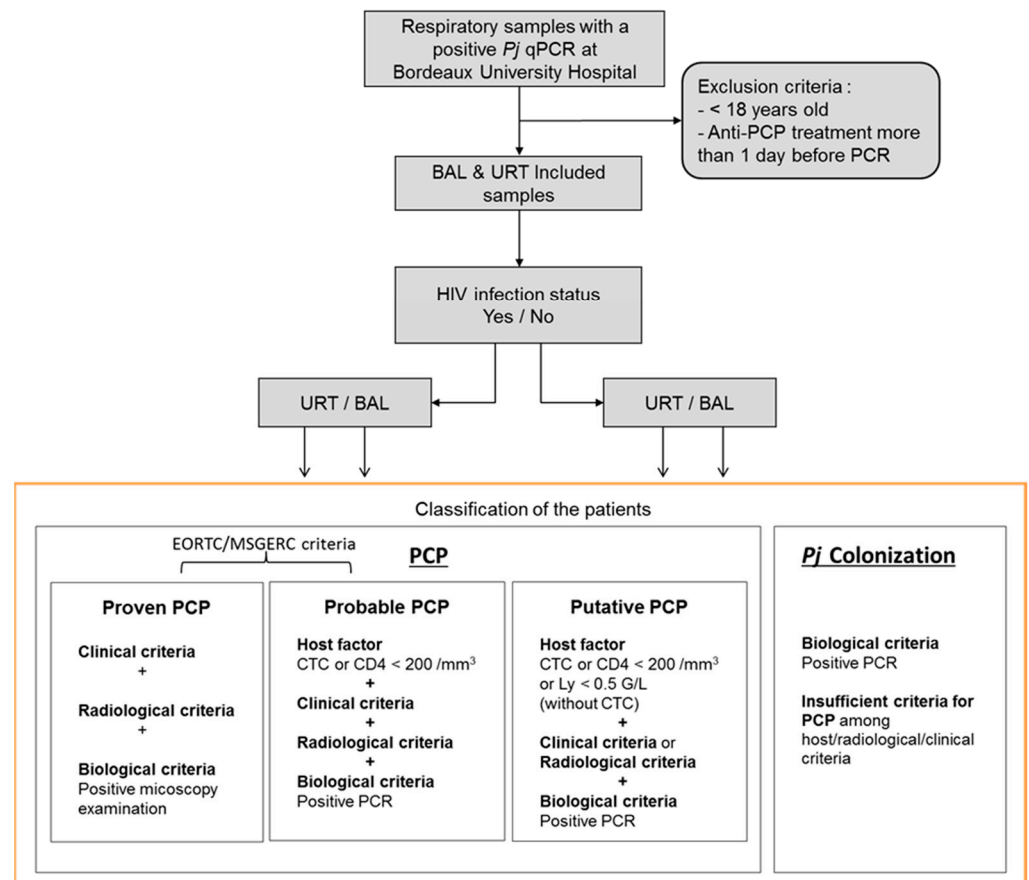 Respiratory samples with a
positive Pj qPCR at
Bordeaux University Hospital
Exclusion criteria :
- < 18 years old
- Anti-PCP treatment more
than 1 day before PCR
BAL & URT Included
samples
HIV infection status
Yes / No
URT / BAL
URT / BAL
Classification of the patients
EORTC/MSGERC criteria
PCP
Proven PCP
Clinical criteria
+
Radiological criteria
+
Biological criteria
Positive micoscopy
examination
Probable PCP
Host factor
CTC or CD4 < 200 /mm³
+
Clinical criteria
+
Radiological criteria
+
Biological criteria
Positive PCR
Putative PCP
Host factor
CTC or CD4 < 200 /mm³
or Ly < 0.5 G/L
(without CTC)
+
Clinical criteria or
Radiological criteria
+
Biological criteria
Positive PCR
Pj Colonization
Biological criteria
Positive PCR
Insufficient criteria for
PCP among
host/radiological/clinical
criteria